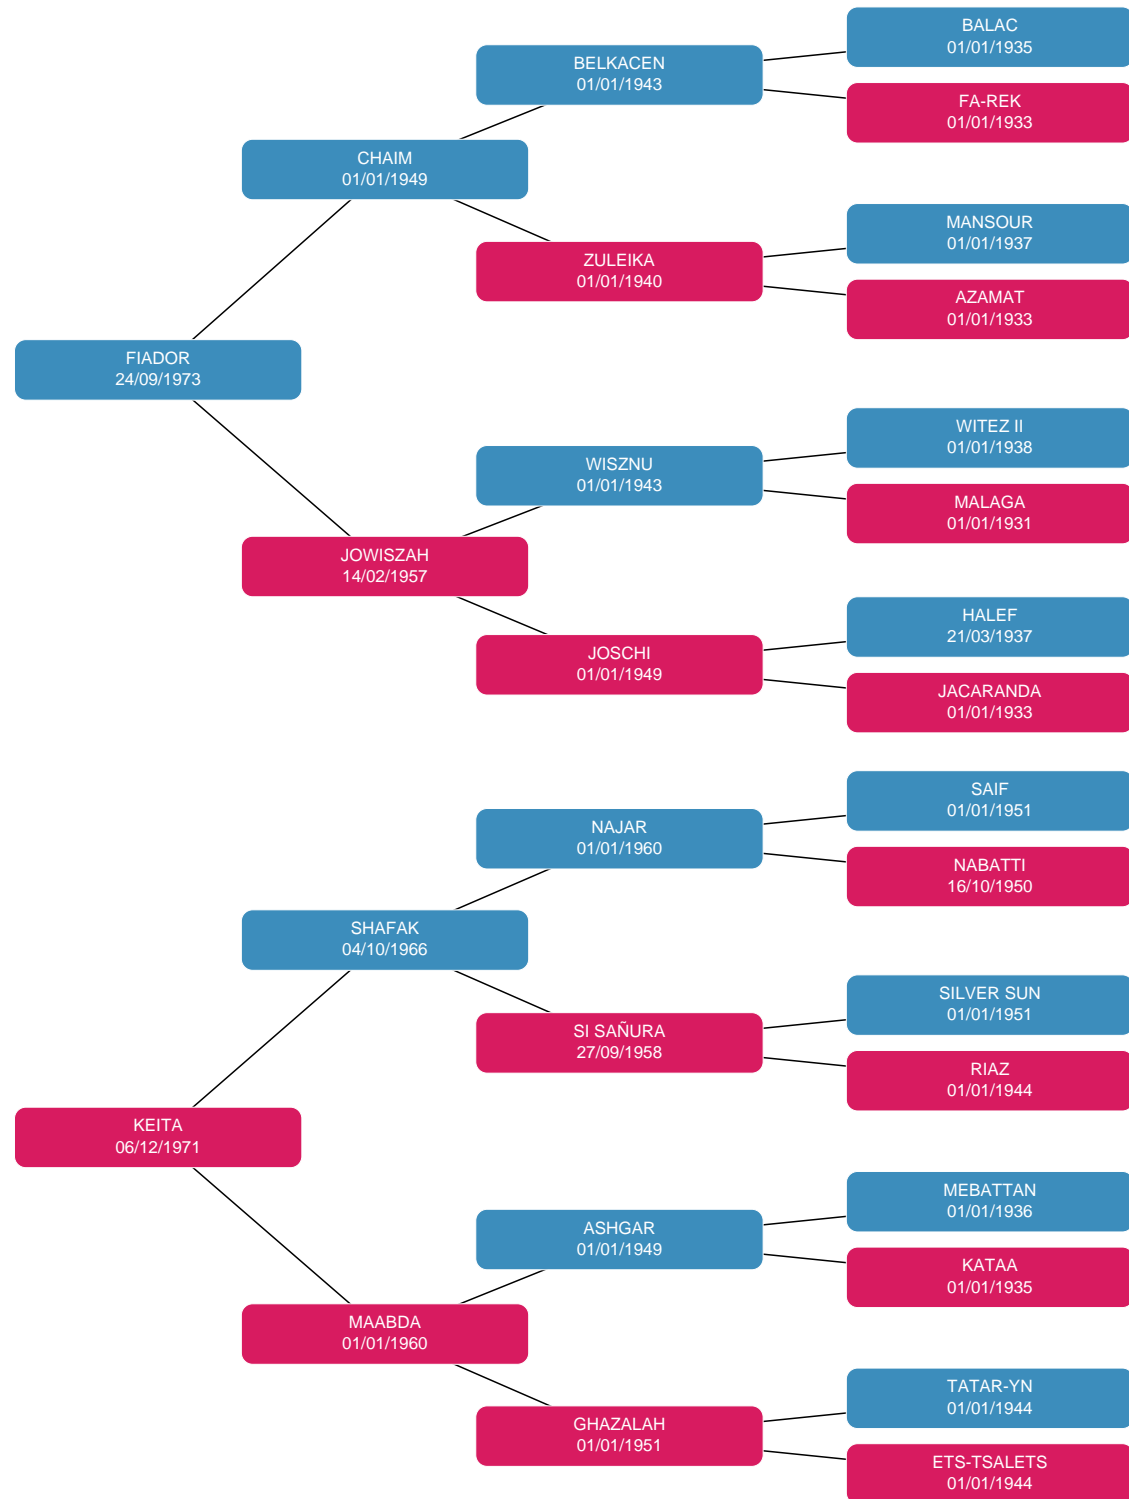 BALAC
01/01/1935
BELKACEN
01/01/1943
FA-REK
01/01/1933
CHAIM
01/01/1949
MANSOUR
01/01/1937
ZULEIKA
01/01/1940
AZAMAT
01/01/1933
FIADOR
24/09/1973
WITEZ II
01/01/1938
WISZNU
01/01/1943
MALAGA
01/01/1931
JOWISZAH
14/02/1957
HALEF
21/03/1937
JOSCHI
01/01/1949
JACARANDA
01/01/1933
SAIF
01/01/1951
NAJAR
01/01/1960
NABATTI
16/10/1950
SHAFAK
04/10/1966
SILVER SUN
01/01/1951
SI SAÑURA
27/09/1958
RIAZ
01/01/1944
KEITA
06/12/1971
MEBATTAN
01/01/1936
ASHGAR
01/01/1949
KATAA
01/01/1935
MAABDA
01/01/1960
TATAR-YN
01/01/1944
GHAZALAH
01/01/1951
ETS-TSALETS
01/01/1944